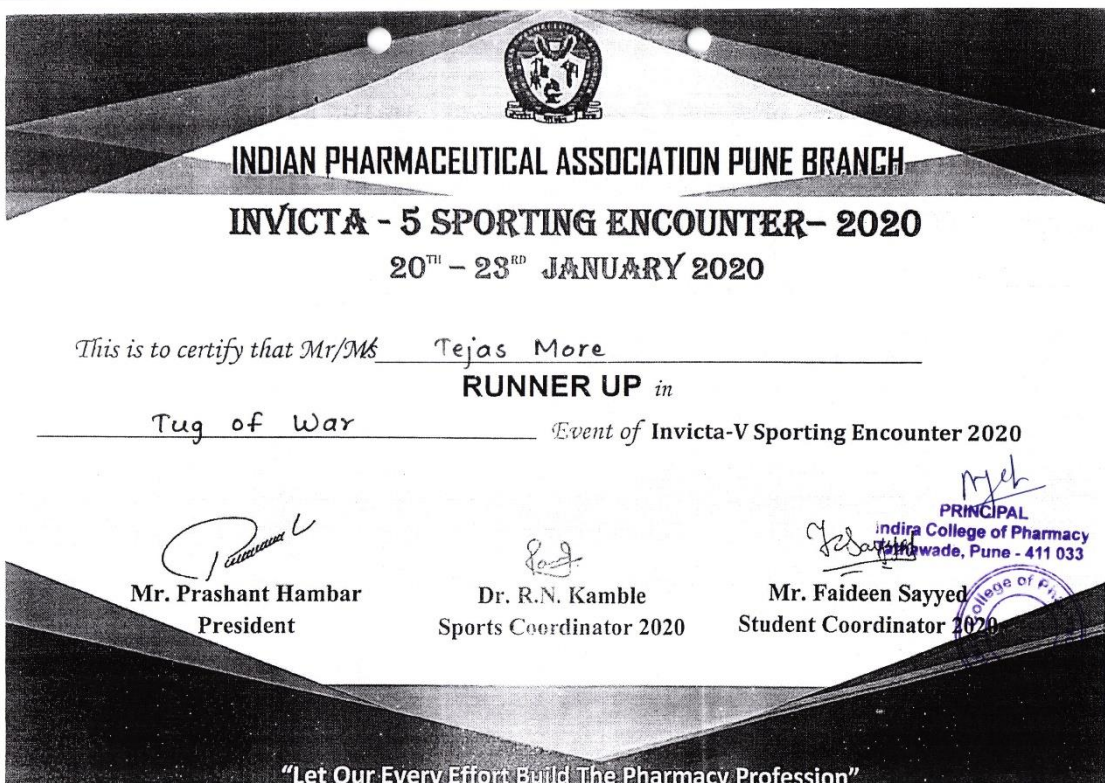 INDIAN PHARMACEUTICAL ASSOCIATION PUNE BRANCH
INVICTA - 5 SPORTING ENCOUNTER- 2020
20TH - 23RD JANUARY 2020
This is to certify that Mr/Ms Tejas More
RUNNER UP in
Tug of War Event of Invicta-V Sporting Encounter 2020
PRINCIPAL
Indira College of Pharmacy
Pune - 411 033
Mr. Prashant Hambar Dr. R.N. Kamble Mr. Faideen Sayyed
President Sports Coordinator 2020 Student Coordinator 2020
College of
"Let Our Every Effort Build The Pharmacy Profession"